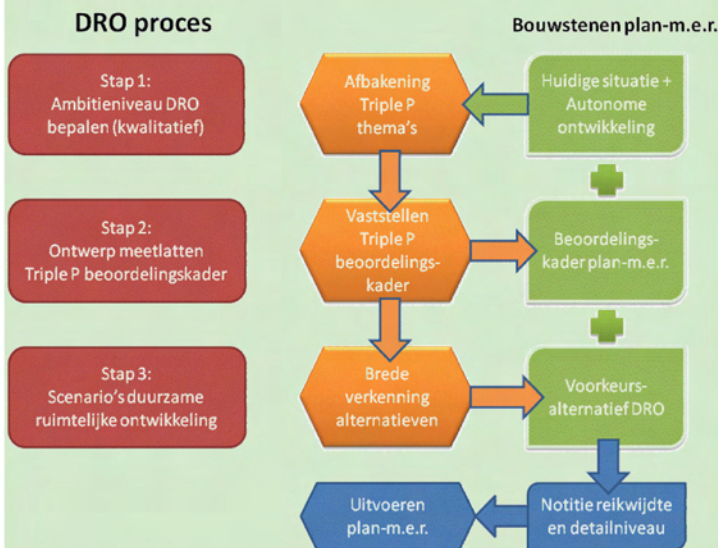 DRO proces
Bouwstenen plan-m.e.r.
Stap 1:
Ambitieniveau DRO
bepalen (kwalitatief)
Afbakening
Triple P
thema's
Huidige situatie +
Autonome
ontwikkeling
Stap 2:
Ontwerp meetlatten
Triple P beoordelingskader
Vaststellen
Triple P
beoordelings-
kader
Beoordelings-
kader plan-m.e.r.
Stap 3:
Scenario's duurzame
ruimtelijke ontwikkeling
Brede
verkenning
alternatieven
Voorkeurs-
alternatief DRO
Uitvoeren
plan-m.e.r.
Notitie reikwijdte
en detailniveau